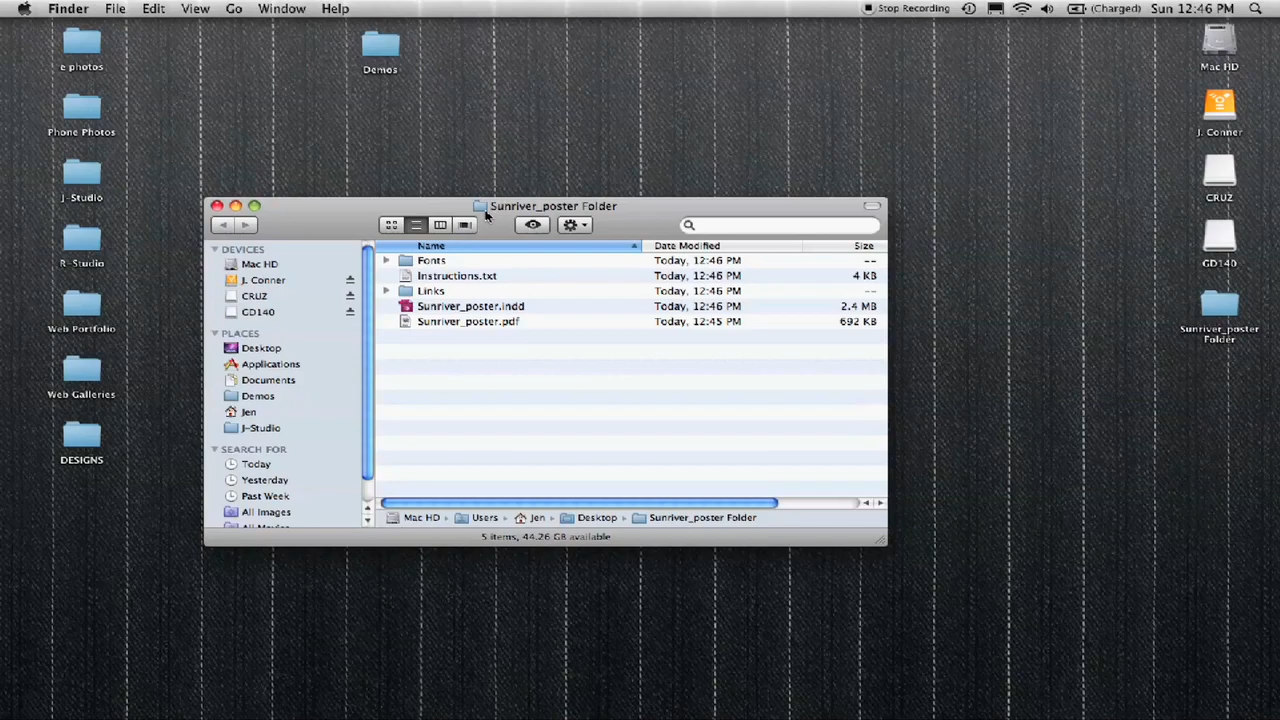 Finder File Edit View Go Window Help Stop Recording (Charged) Sun 12:46 PM
e photos
Phone Photos
J-Studio
R-Studio
Web Portfolio
Web Galleries
DESIGNS
Demos
Sunriver_poster Folder
DEVICES
Mac HD
J. Conner
CRUZ
GD140
PLACES
Desktop
Applications
Documents
Demos
Jen
J-Studio
SEARCH FOR
Today
Yesterday
Past Week
All Images
Name Date Modified Size
Fonts Today, 12:46 PM --
Instructions.txt Today, 12:46 PM 4 KB
Links Today, 12:46 PM --
Sunriver_poster.indd Today, 12:46 PM 2.4 MB
Sunriver_poster.pdf Today, 12:45 PM 692 KB
Mac HD Users Jen Desktop Sunriver_poster Folder
5 items, 44.26 GB available
Mac HD
J. Conner
CRUZ
GD140
Sunriver_poster
Folder